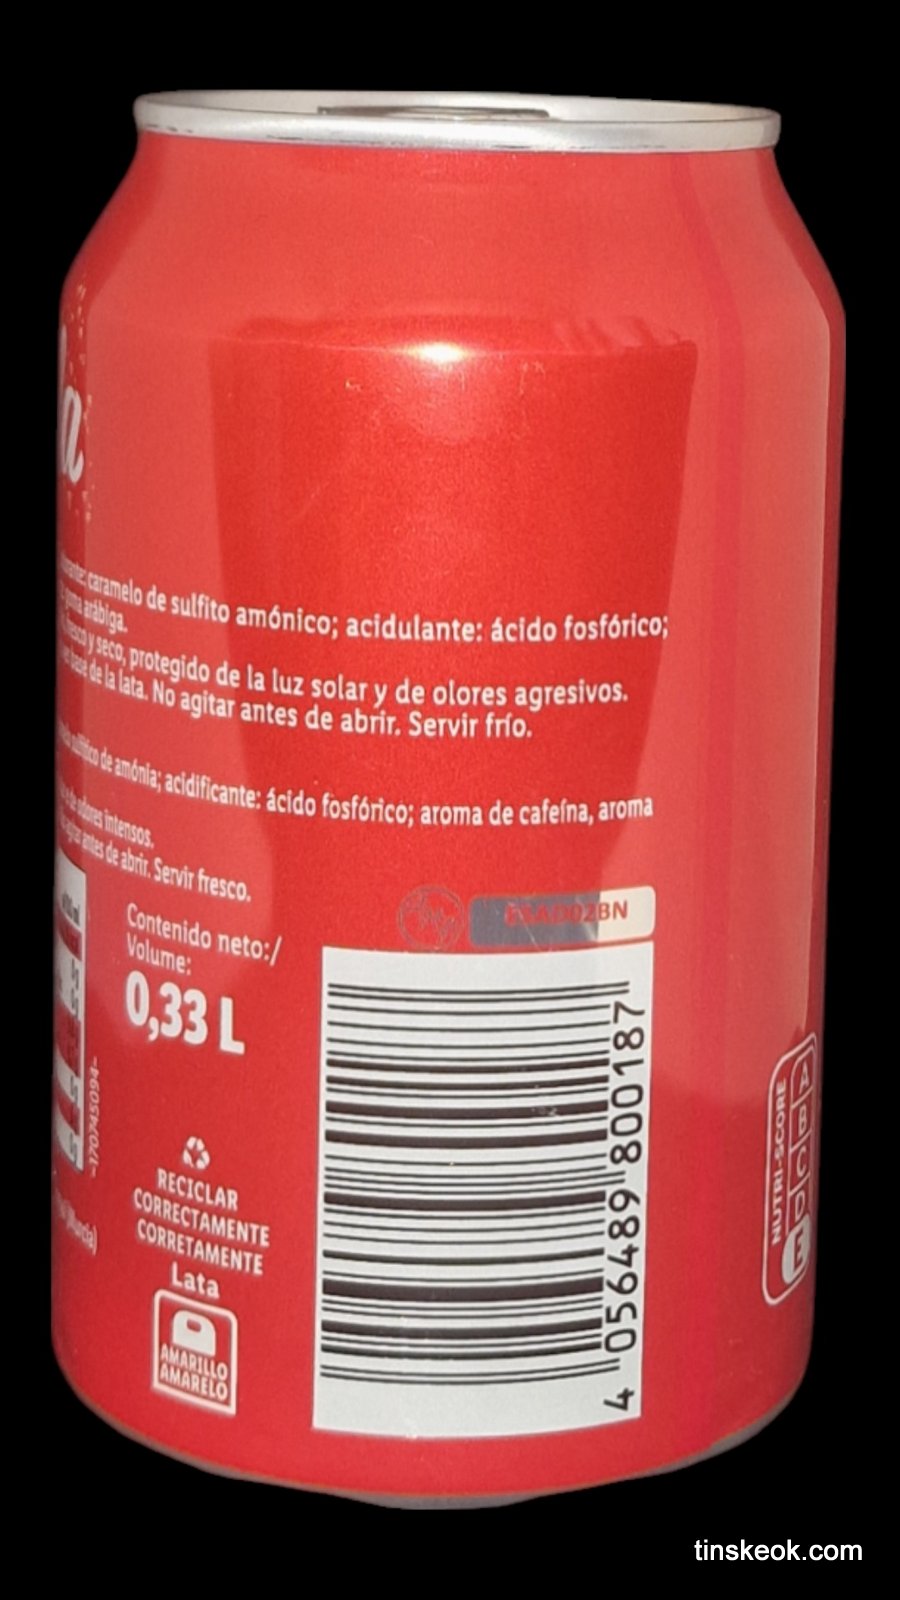 a
caramelo de sulfito amónico; acidulante: ácido fosfórico;
goma arábiga.
fresco y seco, protegido de la luz solar y de olores agresivos.
base de la lata. No agitar antes de abrir. Servir frío.
sulfítico de amónia; acidificante: ácido fosfórico; aroma de cafeína, aroma
de odores intensos.
agitar antes de abrir. Servir fresco.
Contenido neto:/
Volume:
0,33 L
-170745094-
(Murcia)
RECICLAR
CORRECTAMENTE
CORRETAMENTE
Lata
AMARILLO
AMARELO
4 056489 800187
NUTRI-SCORE
A B C D E
tinskeok.com